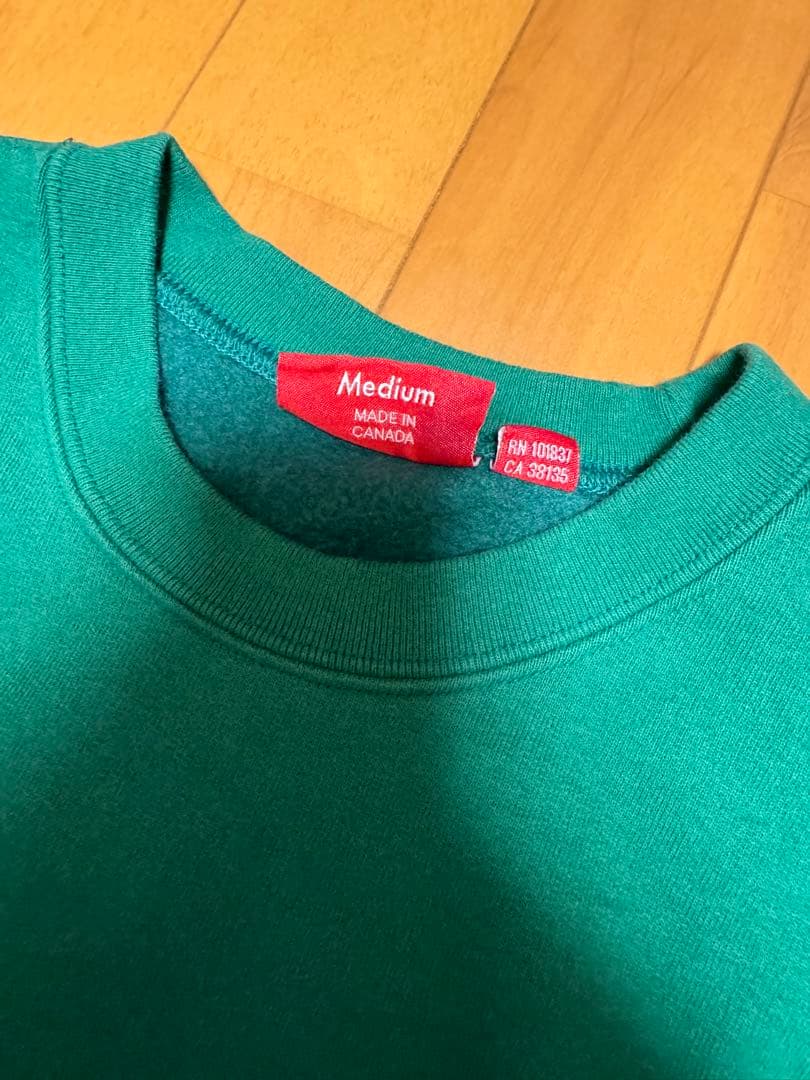 Medium
MADE IN
CANADA
RN 101837
CA 38135